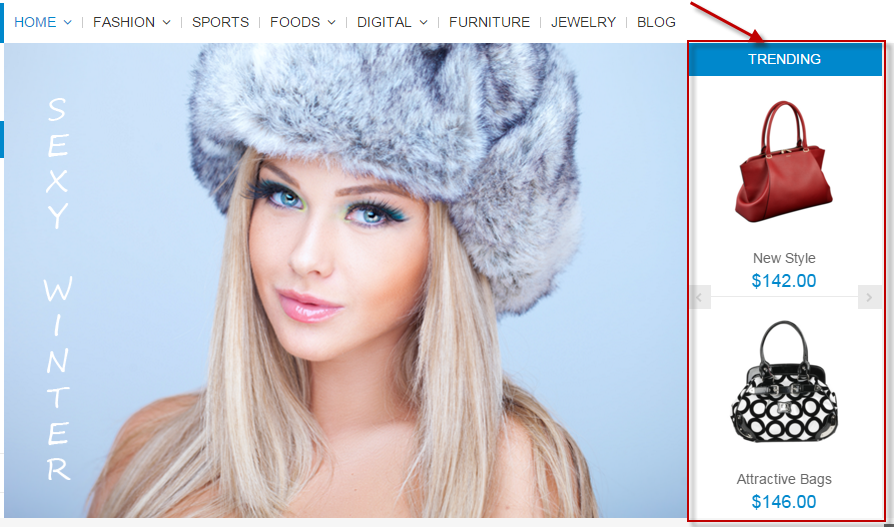 HOME FASHION SPORTS FOODS DIGITAL FURNITURE JEWELRY BLOG
SEXY
WINTER
TRENDING
New Style
$142.00
Attractive Bags
$146.00